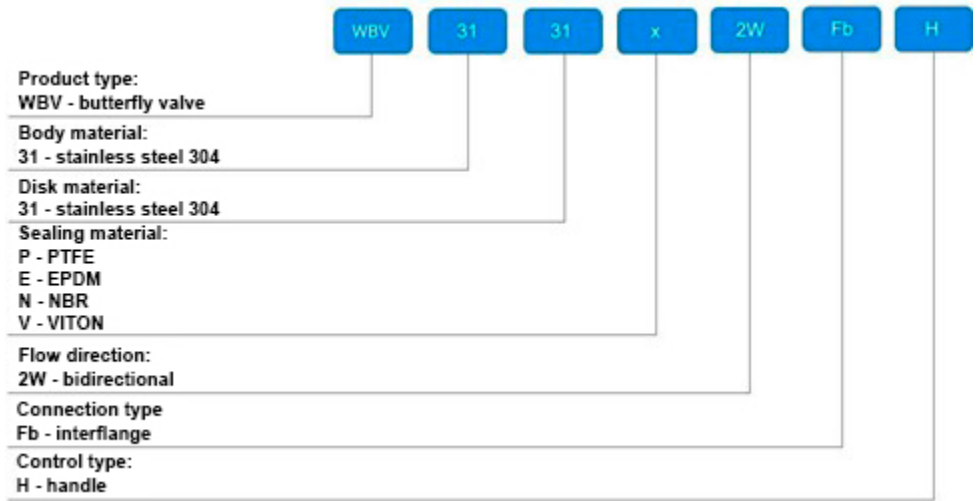 WBV 31 31 x 2W Fb H
Product type:
WBV - butterfly valve
Body material:
31 - stainless steel 304
Disk material:
31 - stainless steel 304
Sealing material:
P - PTFE
E - EPDM
N - NBR
V - VITON
Flow direction:
2W - bidirectional
Connection type
Fb - interflange
Control type:
H - handle